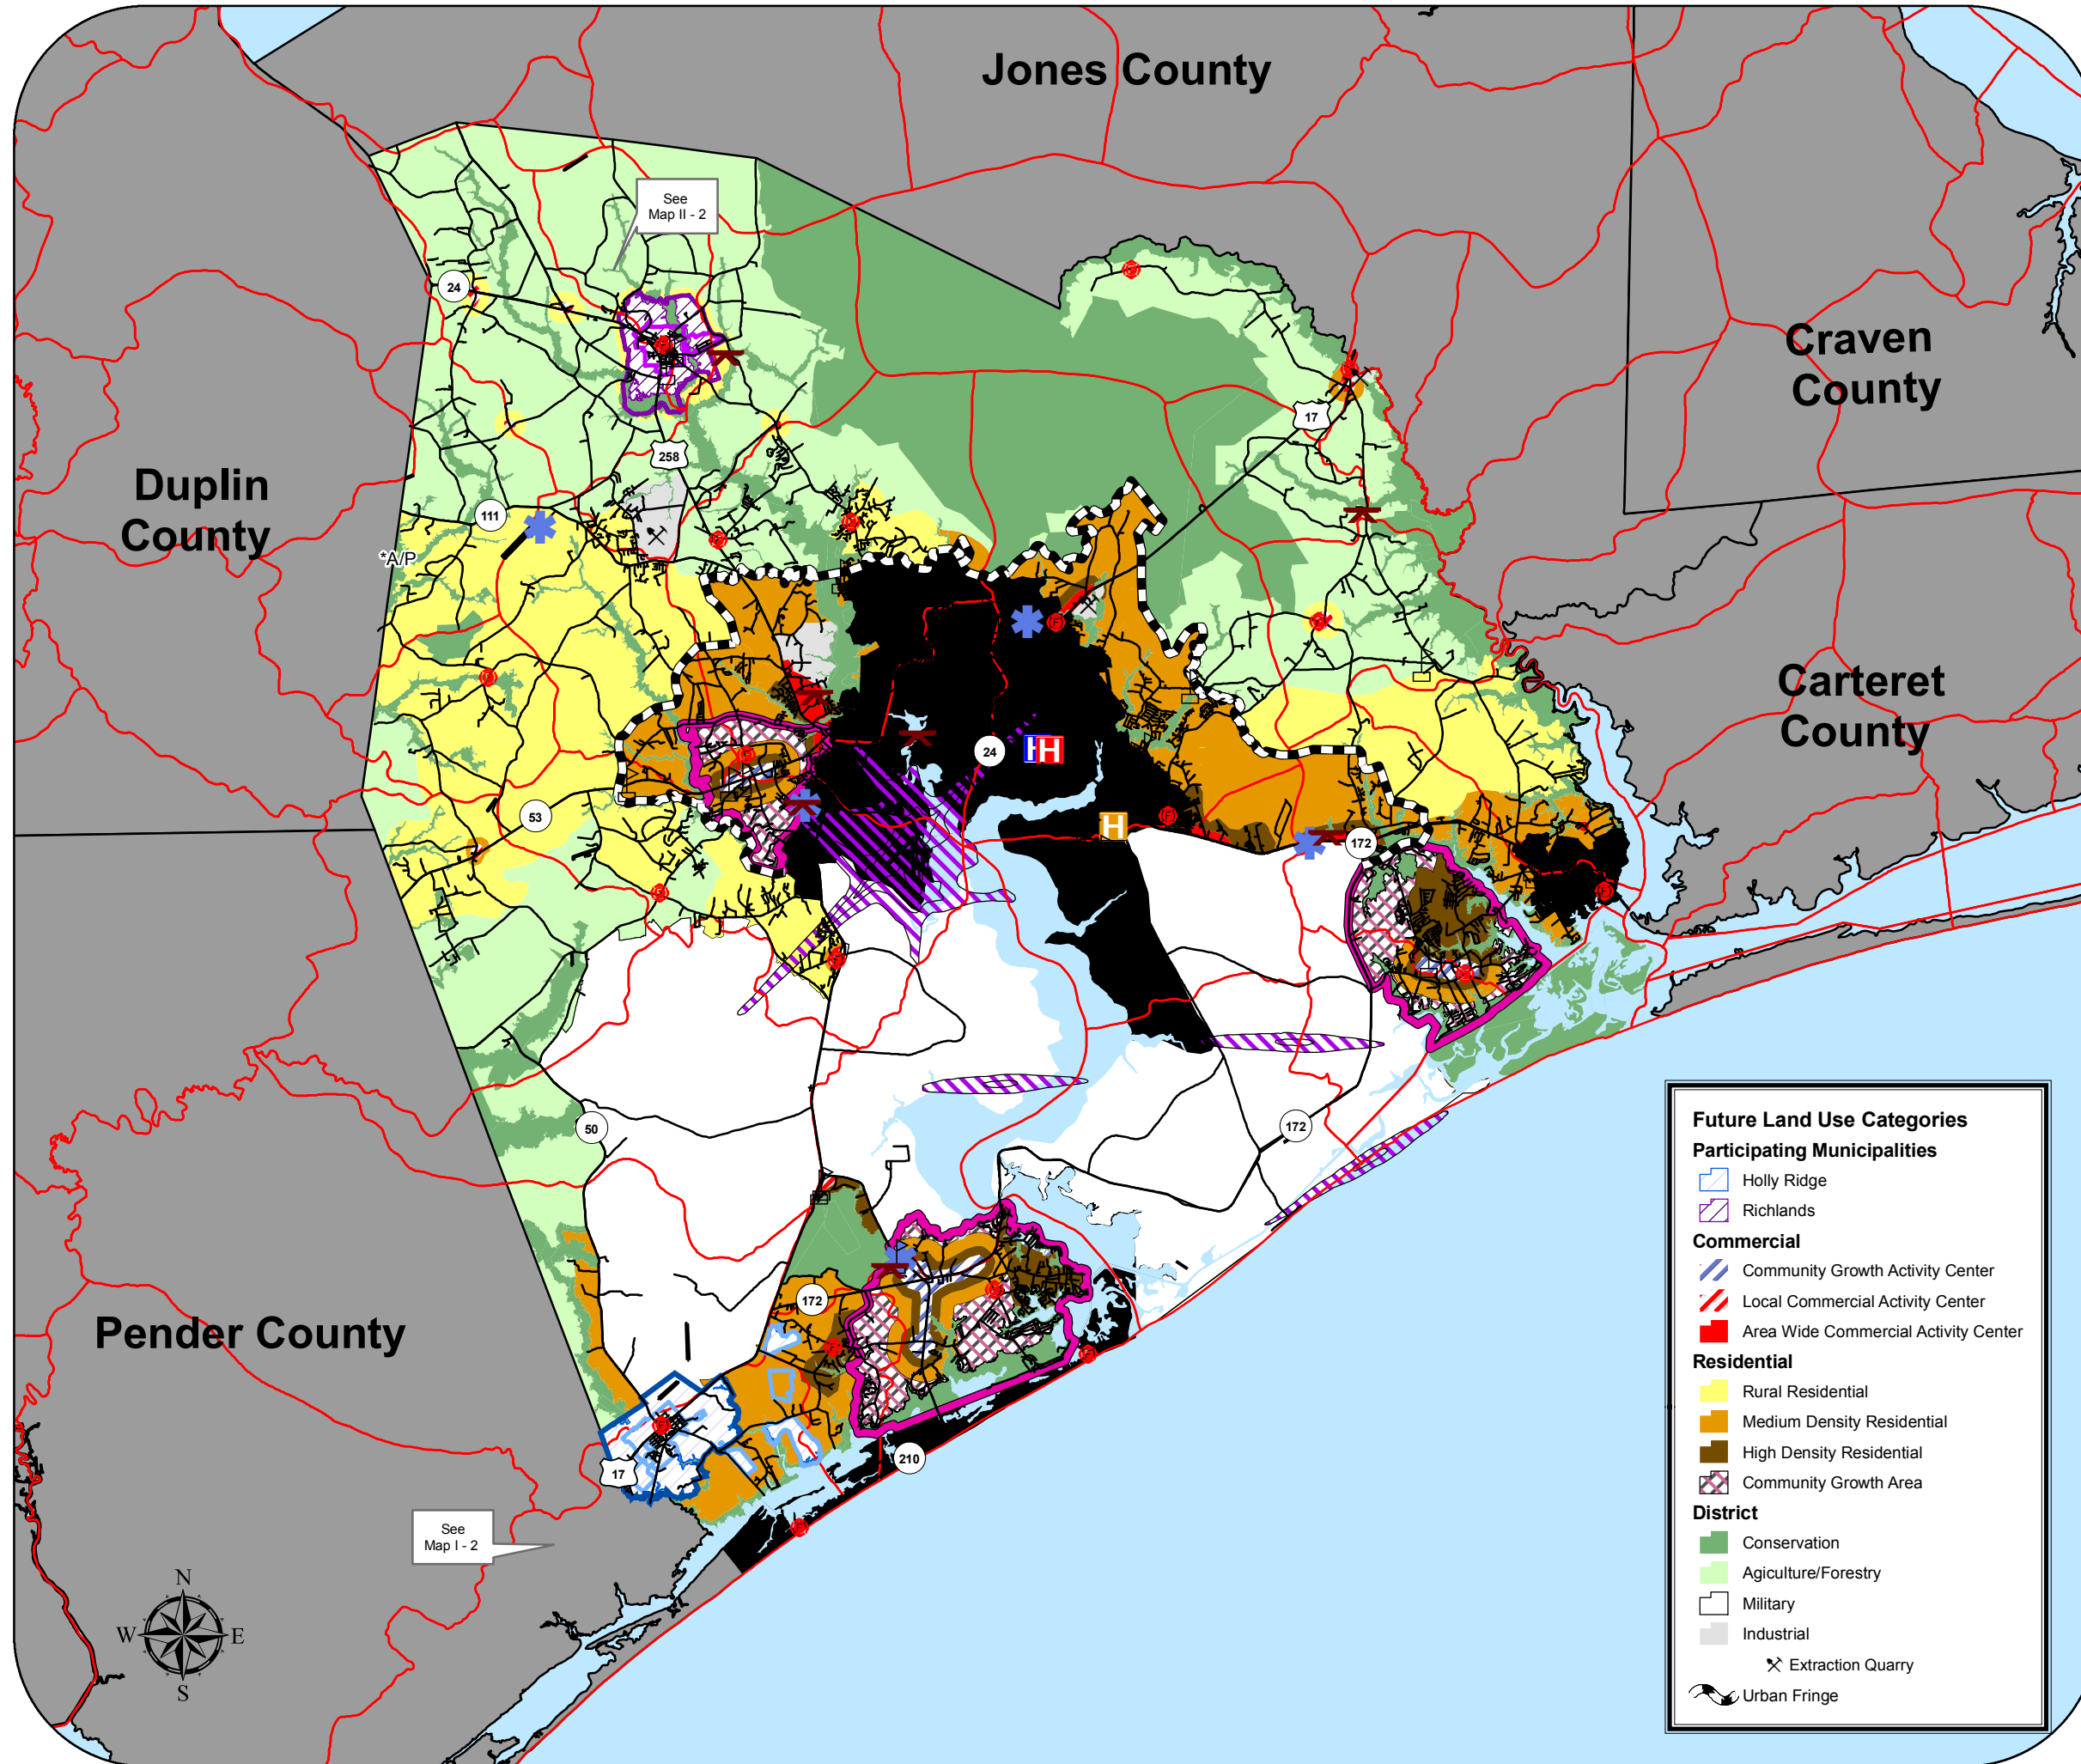 Jones County
See
Map II - 2
24
Craven
County
17
258
Duplin
County
111
*A/P
F
Carteret
County
24
H
H
53
H
172
50
172
Pender County
172
210
17
See
Map I - 2
N
W
E
S
Future Land Use Categories
Participating Municipalities
Holly Ridge
Richlands
Commercial
Community Growth Activity Center
Local Commercial Activity Center
Area Wide Commercial Activity Center
Residential
Rural Residential
Medium Density Residential
High Density Residential
Community Growth Area
District
Conservation
Agiculture/Forestry
Military
Industrial
Extraction Quarry
Urban Fringe